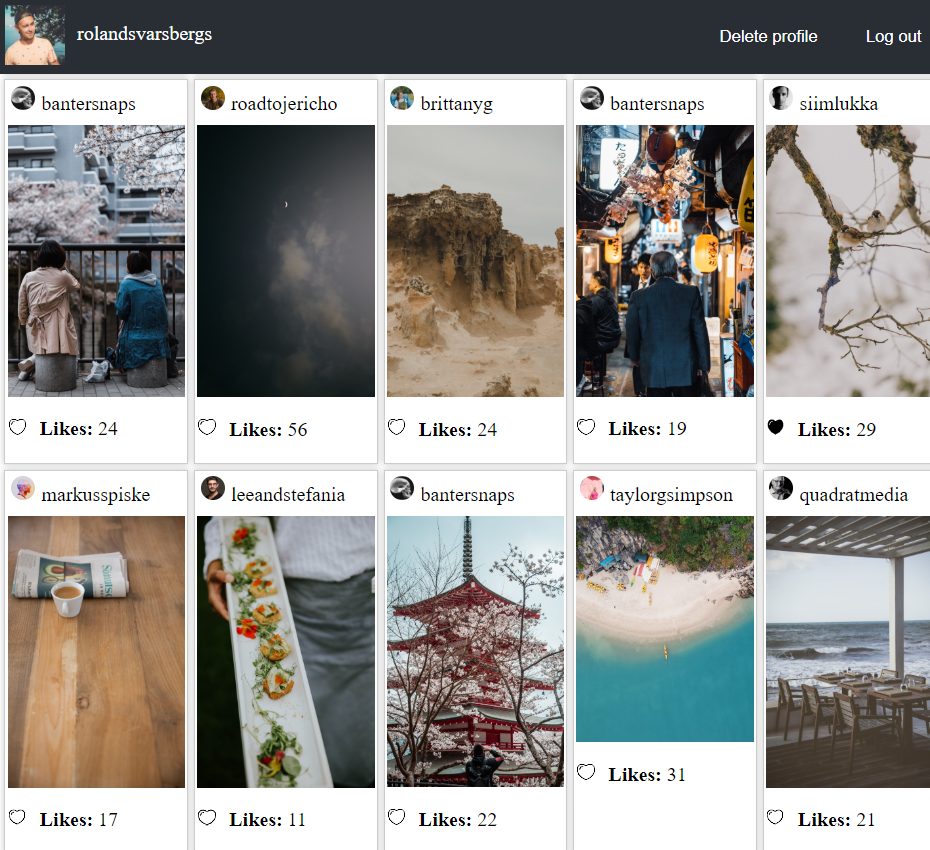 rolandsvarsbergs
Delete profile
Log out
bantersnaps
roadtojericho
brittanyg
bantersnaps
siimlukka
Likes: 24
Likes: 56
Likes: 24
Likes: 19
Likes: 29
markusspiske
leeandstefania
bantersnaps
taylorgsimpson
quadratmedia
Likes: 17
Likes: 11
Likes: 22
Likes: 31
Likes: 21